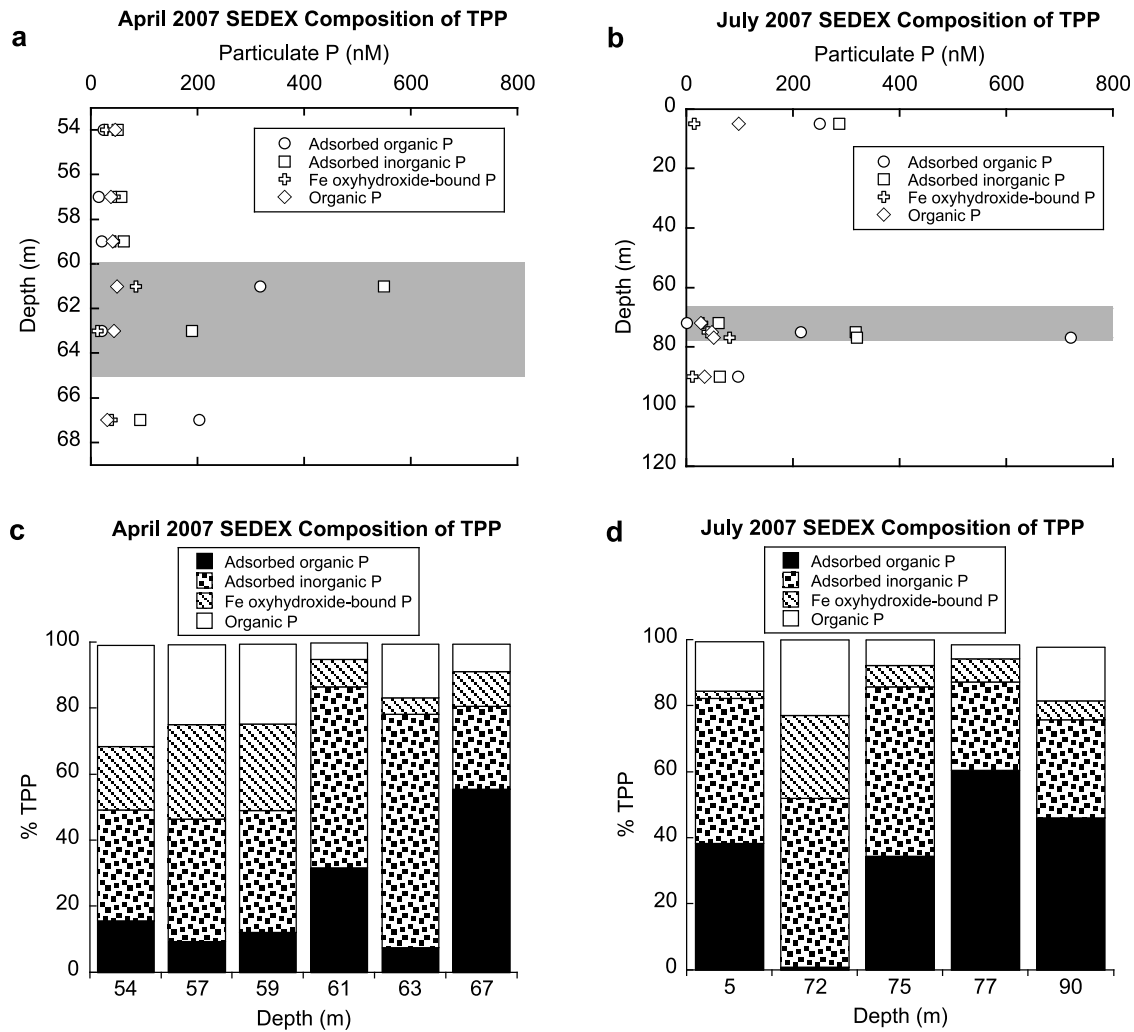 a
April 2007 SEDEX Composition of TPP
Particulate P (nM)
0 200 400 600 800
54
56
58
60
62
64
66
68
Depth (m)
Adsorbed organic P
Adsorbed inorganic P
Fe oxyhydroxide-bound P
Organic P
b
July 2007 SEDEX Composition of TPP
Particulate P (nM)
0 200 400 600 800
0
20
40
60
80
100
120
Depth (m)
Adsorbed organic P
Adsorbed inorganic P
Fe oxyhydroxide-bound P
Organic P
c
April 2007 SEDEX Composition of TPP
Adsorbed organic P
Adsorbed inorganic P
Fe oxyhydroxide-bound P
Organic P
100
80
60
40
20
0
% TPP
54 57 59 61 63 67
Depth (m)
d
July 2007 SEDEX Composition of TPP
Adsorbed organic P
Adsorbed inorganic P
Fe oxyhydroxide-bound P
Organic P
100
80
60
40
20
0
% TPP
5 72 75 77 90
Depth (m)